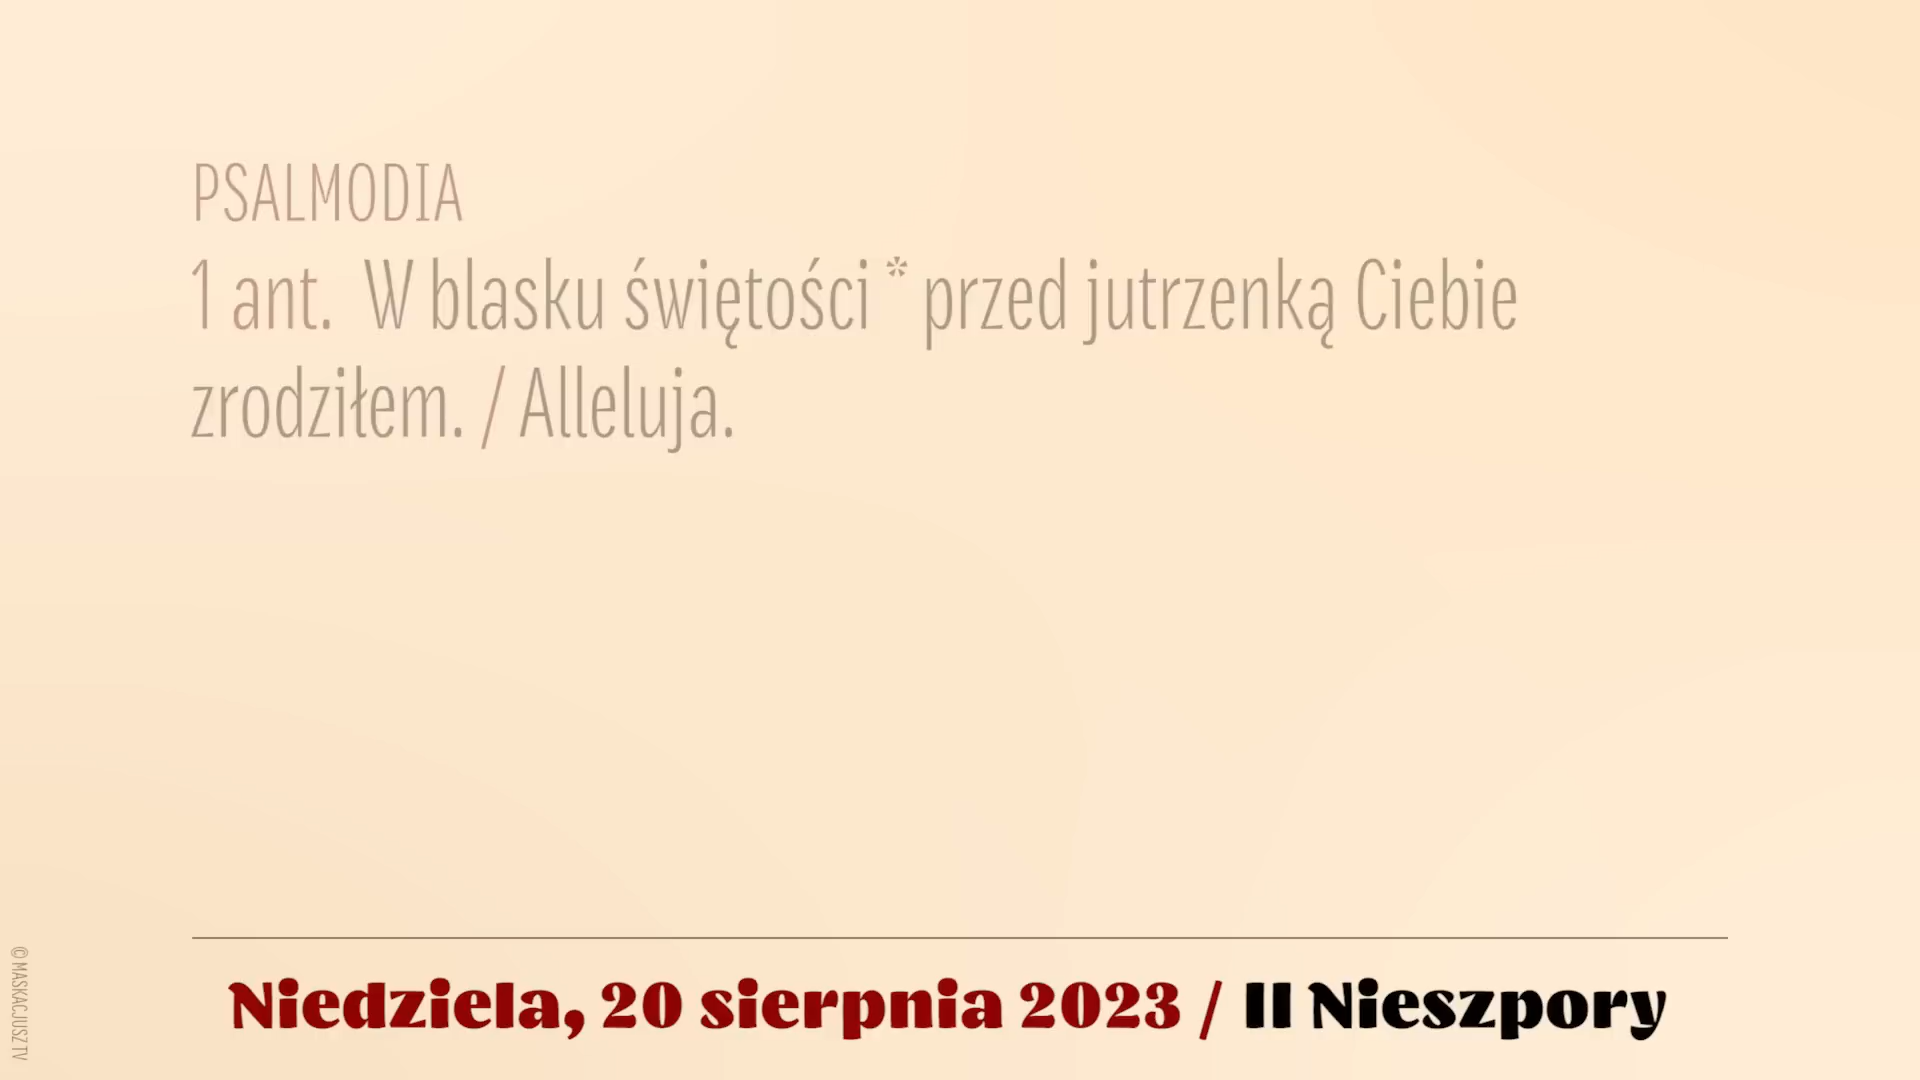 PSALMODIA
1 ant. W blasku świętości * przed jutrzenką Ciebie
zrodziłem. / Alleluja.
Niedziela, 20 sierpnia 2023 / II Nieszpory
© MASKACJUSZ TV